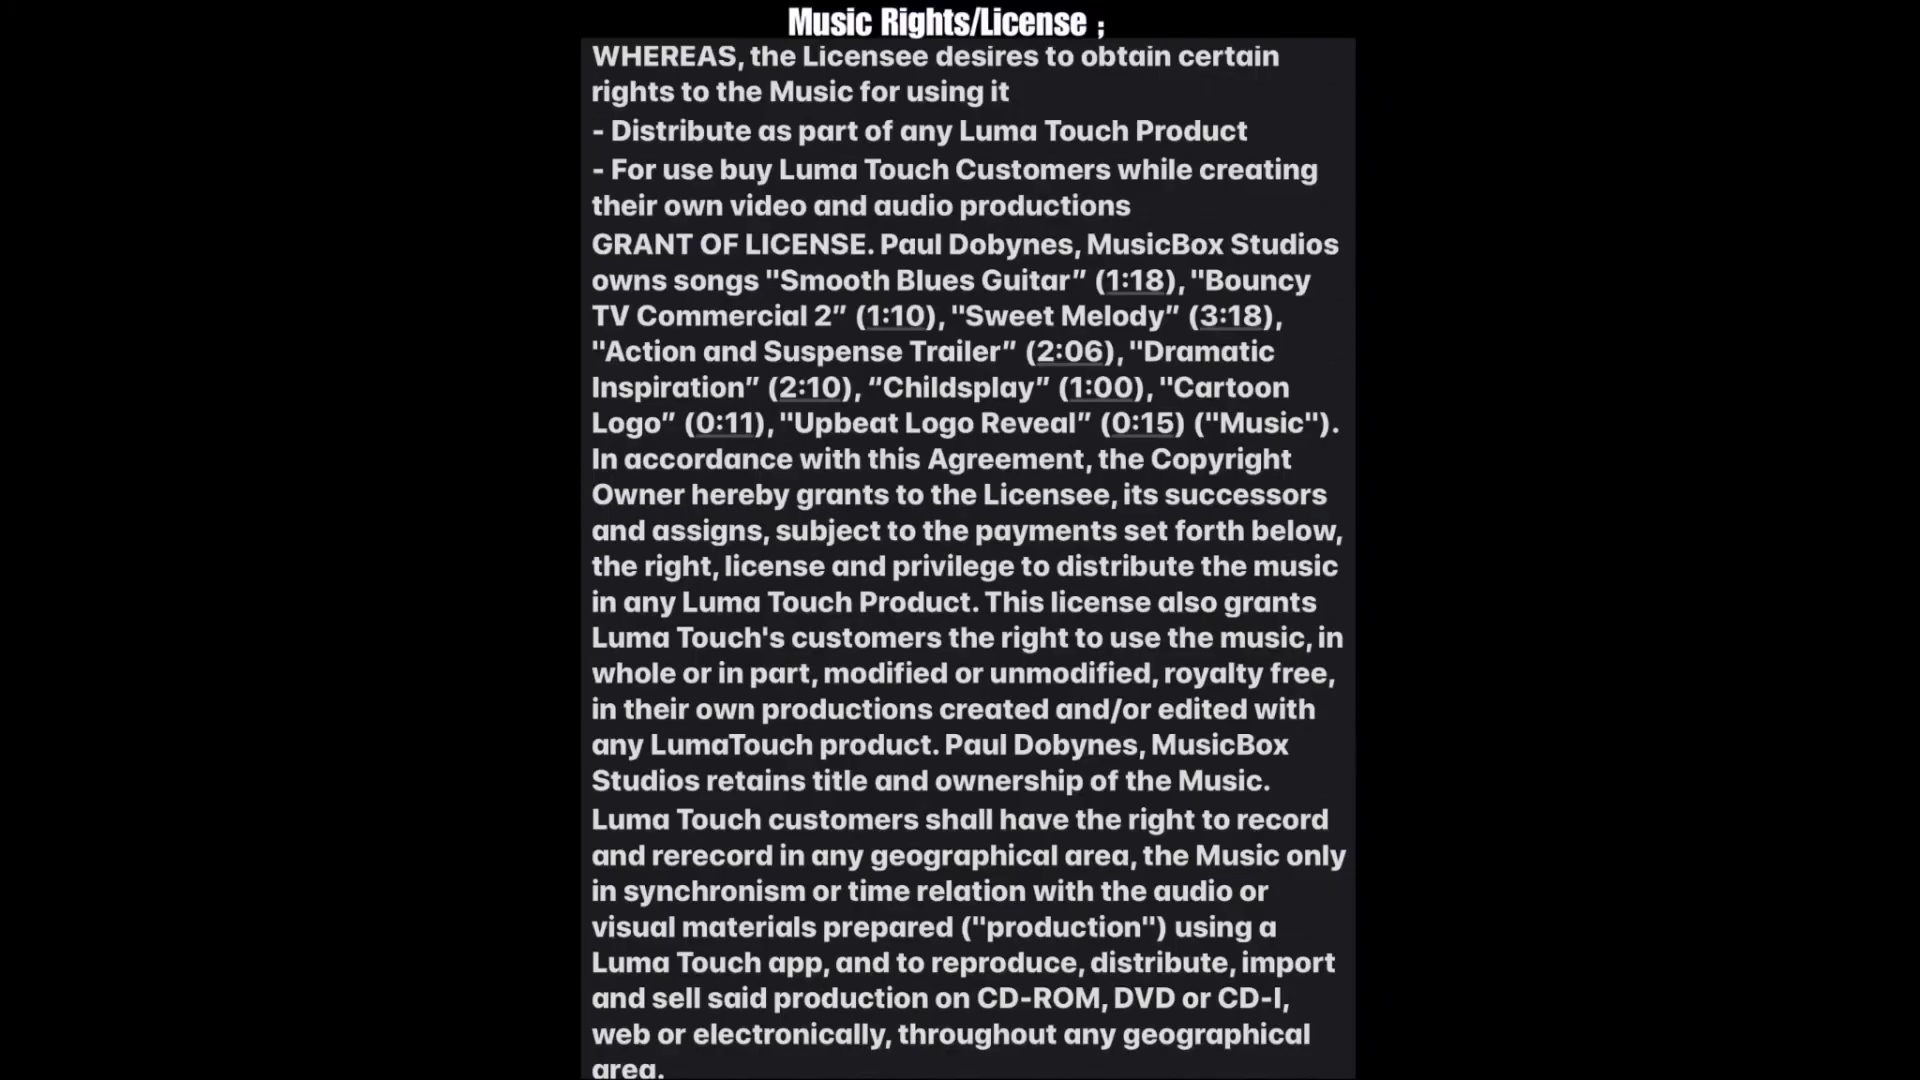 Music Rights/License ;
WHEREAS, the Licensee desires to obtain certain
rights to the Music for using it
- Distribute as part of any Luma Touch Product
- For use buy Luma Touch Customers while creating
their own video and audio productions
GRANT OF LICENSE. Paul Dobynes, MusicBox Studios
owns songs "Smooth Blues Guitar” (1:18), "Bouncy
TV Commercial 2” (1:10), "Sweet Melody” (3:18),
"Action and Suspense Trailer” (2:06), "Dramatic
Inspiration” (2:10), “Childsplay” (1:00), "Cartoon
Logo” (0:11), "Upbeat Logo Reveal” (0:15) ("Music").
In accordance with this Agreement, the Copyright
Owner hereby grants to the Licensee, its successors
and assigns, subject to the payments set forth below,
the right, license and privilege to distribute the music
in any Luma Touch Product. This license also grants
Luma Touch's customers the right to use the music, in
whole or in part, modified or unmodified, royalty free,
in their own productions created and/or edited with
any LumaTouch product. Paul Dobynes, MusicBox
Studios retains title and ownership of the Music.
Luma Touch customers shall have the right to record
and rerecord in any geographical area, the Music only
in synchronism or time relation with the audio or
visual materials prepared ("production") using a
Luma Touch app, and to reproduce, distribute, import
and sell said production on CD-ROM, DVD or CD-I,
web or electronically, throughout any geographical
area.